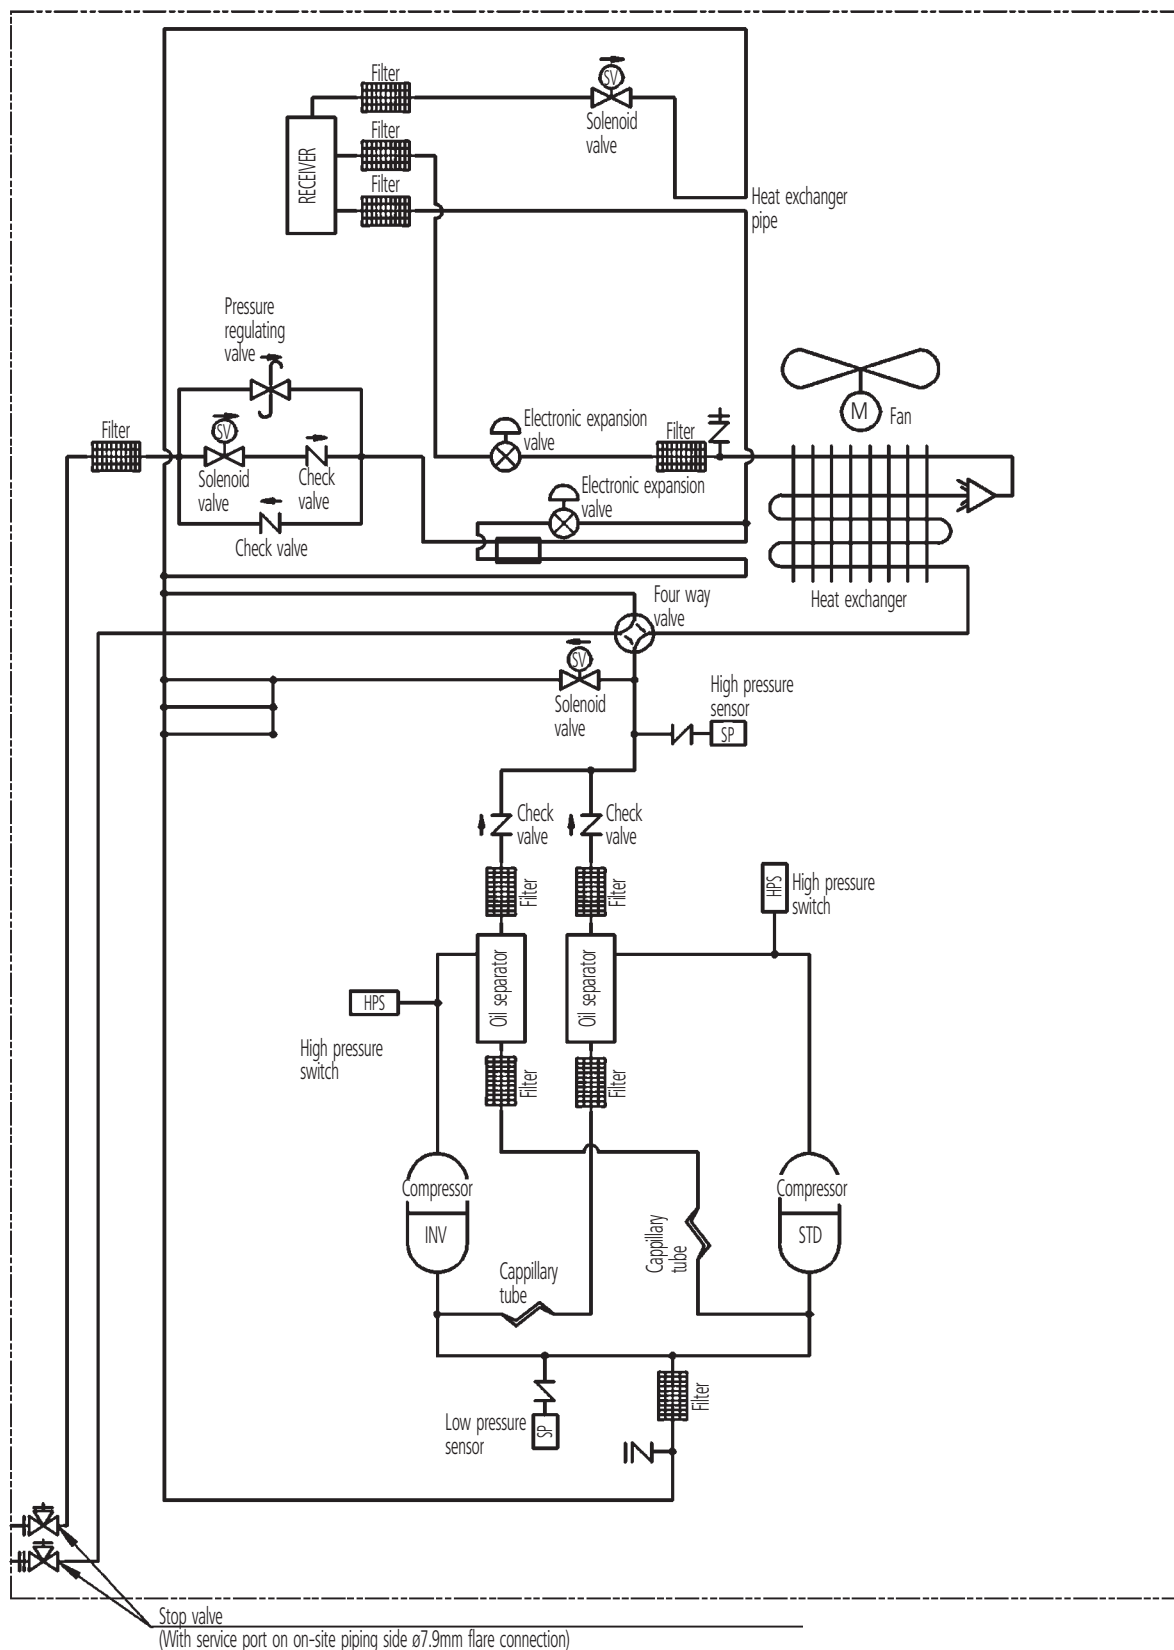 Filter
SV
Solenoid
valve
Filter
RECEIVER
Filter
Heat exchanger
pipe
Pressure
regulating
valve
M
Fan
Filter
SV
Solenoid
valve
Check
valve
Check valve
Electronic expansion
valve
Filter
Electronic expansion
valve
Heat exchanger
Four way
valve
SV
Solenoid
valve
High pressure
sensor
SP
Check
valve
Check
valve
Filter
Filter
HPS
High pressure
switch
Oil separator
Oil separator
HPS
High pressure
switch
Filter
Filter
Compressor
INV
Compressor
STD
Cappillary
tube
Cappillary
tube
Filter
Low pressure
sensor
SP
Stop valve
(With service port on on-site piping side ø7.9mm flare connection)